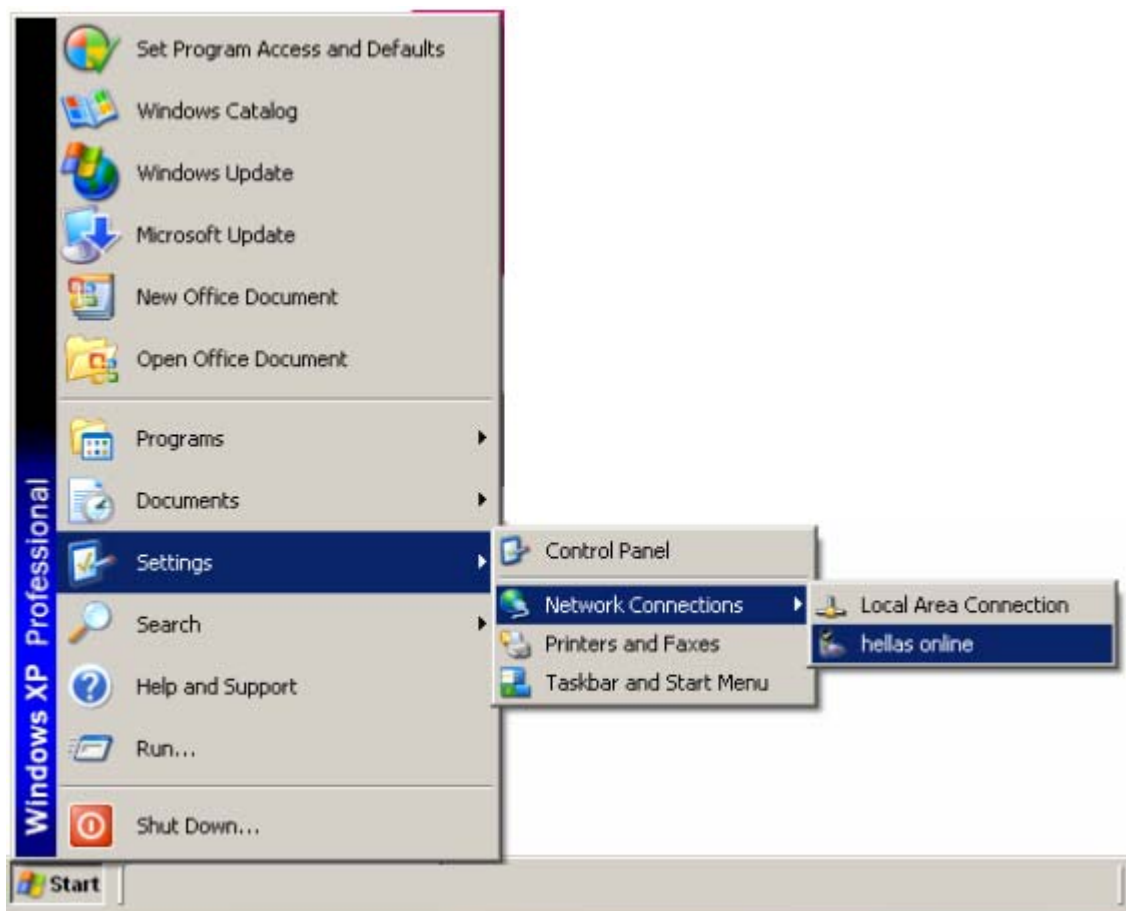 Set Program Access and Defaults
Windows Catalog
Windows Update
Microsoft Update
New Office Document
Open Office Document
Programs
Documents
Settings
Search
Help and Support
Run...
Shut Down...
Windows XP Professional
Control Panel
Network Connections
Printers and Faxes
Taskbar and Start Menu
Local Area Connection
hellas online
Start